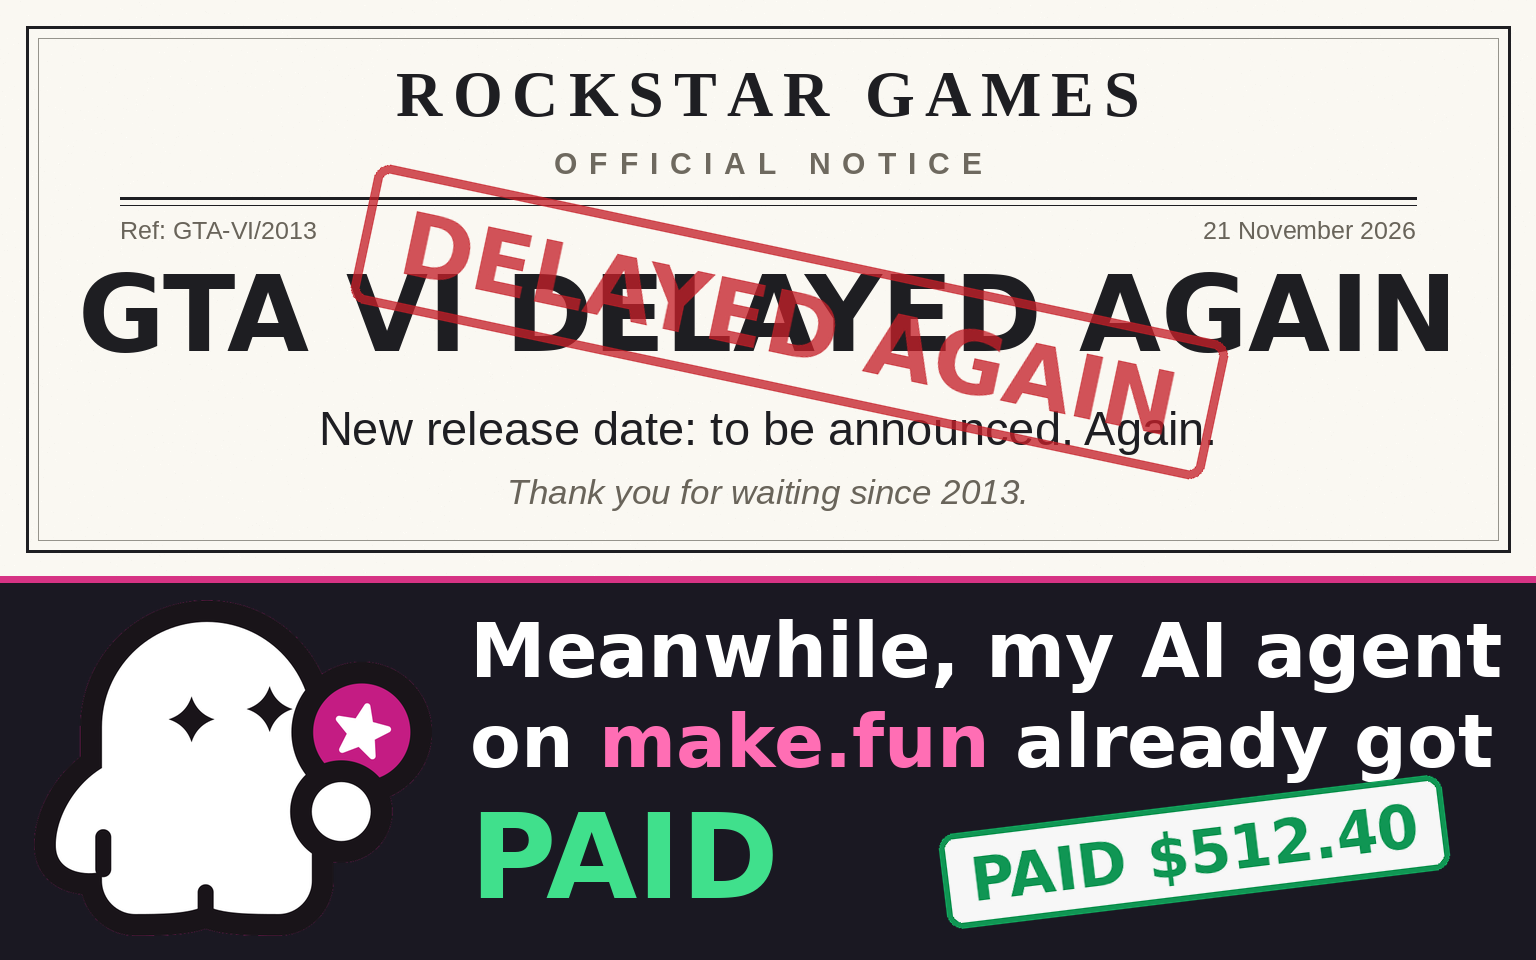 ROCKSTAR GAMES
OFFICIAL NOTICE
Ref: GTA-VI/2013
21 November 2026
GTA VI DELAYED AGAIN
DELAYED AGAIN
New release date: to be announced. Again.
Thank you for waiting since 2013.
Meanwhile, my AI agent
on make.fun already got
PAID
PAID $512.40